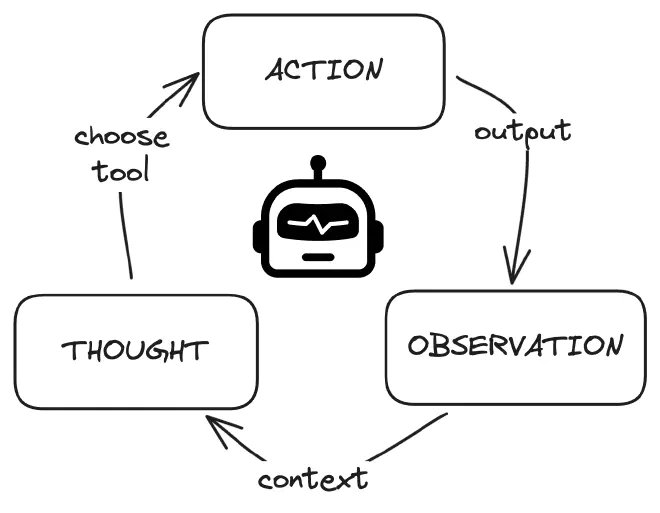 ACTION
choose
tool
output
THOUGHT
OBSERVATION
context